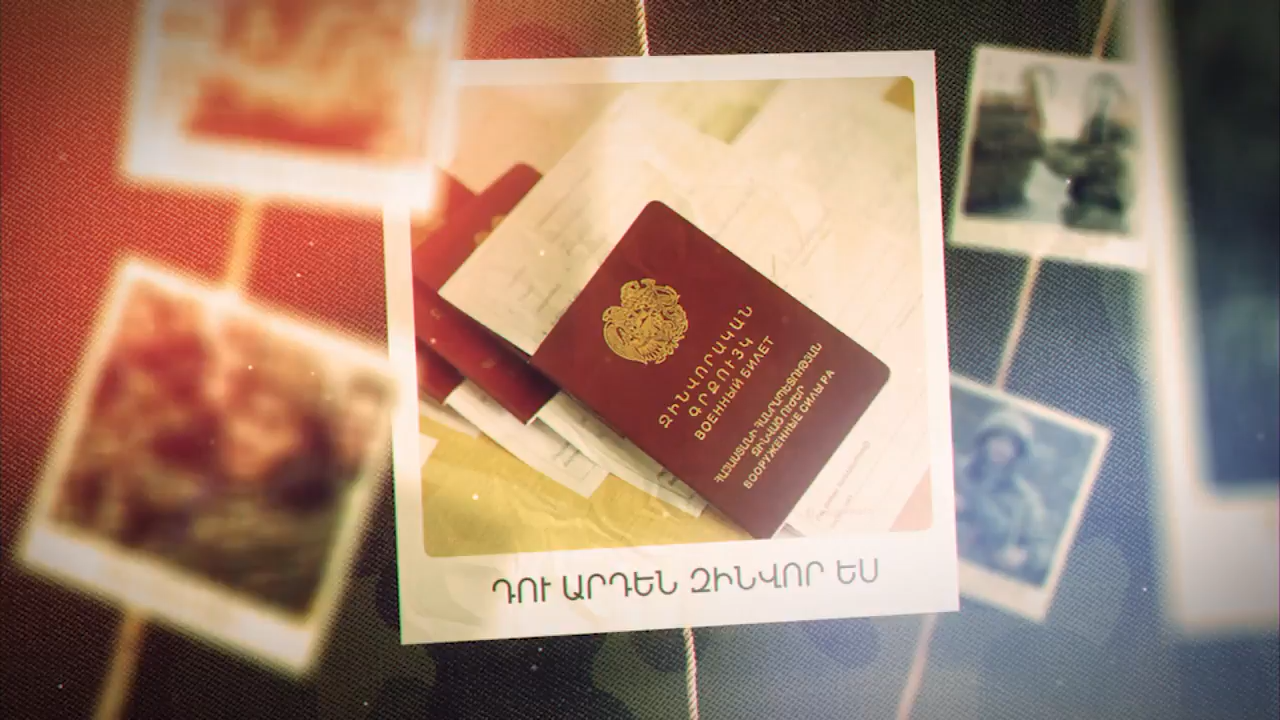 ԶԻՆՎՈՐԱԿԱՆ
ԳՐՔՈՒՅԿ
ВОЕННЫЙ БИЛЕТ
ՀԱՅԱՍՏԱՆԻ ՀԱՆՐԱՊԵՏՈՒԹՅԱՆ
ԶԻՆՎԱԾ ՈՒԺԵՐ
ВООРУЖЕННЫЕ СИЛЫ РА
ԴՈՒ ԱՐԴԵՆ ԶԻՆՎՈՐ ԵՍ